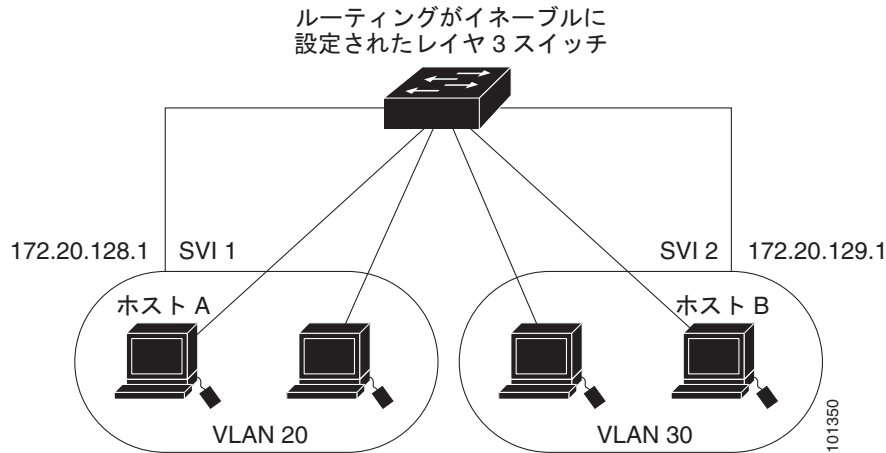 ルーティングがイネーブルに
設定されたレイヤ 3 スイッチ
172.20.128.1 SVI 1
SVI 2 172.20.129.1
ホスト A
ホスト B
VLAN 20
VLAN 30
101350